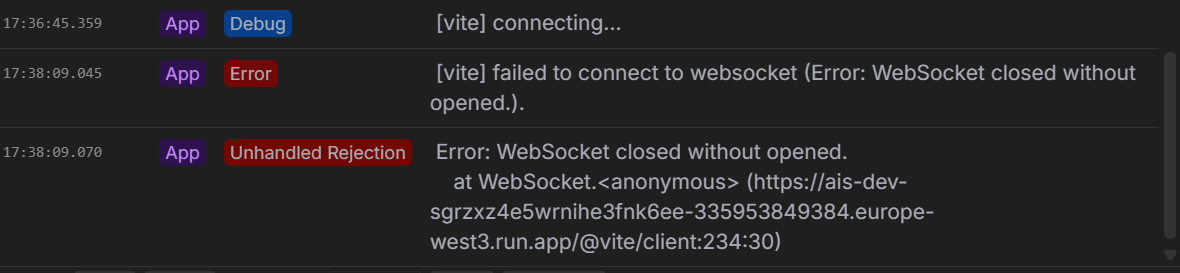 17:36:45.359 App Debug [vite] connecting...
17:38:09.045 App Error [vite] failed to connect to websocket (Error: WebSocket closed without
opened.).
17:38:09.070 App Unhandled Rejection Error: WebSocket closed without opened.
at WebSocket.<anonymous> (https://ais-dev-
sgrzxz4e5wrnihe3fnk6ee-335953849384.europe-
west3.run.app/@vite/client:234:30)